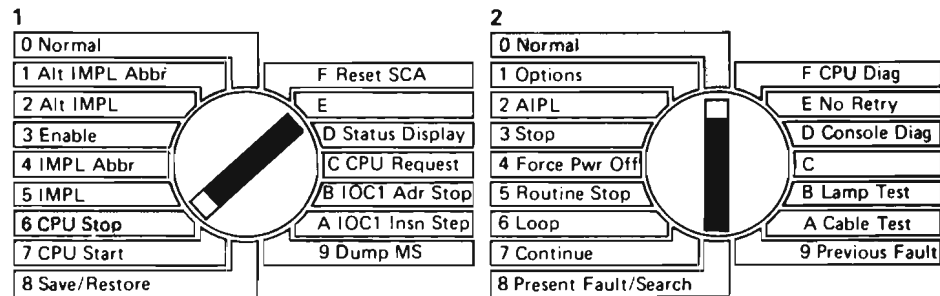 1
0 Normal
1 Alt IMPL Abbr
2 Alt IMPL
3 Enable
4 IMPL Abbr
5 IMPL
6 CPU Stop
7 CPU Start
8 Save/Restore
F Reset SCA
E
D Status Display
C CPU Request
B IOC1 Adr Stop
A IOC1 Insn Step
9 Dump MS
2
0 Normal
1 Options
2 AIPL
3 Stop
4 Force Pwr Off
5 Routine Stop
6 Loop
7 Continue
8 Present Fault/Search
F CPU Diag
E No Retry
D Console Diag
C
B Lamp Test
A Cable Test
9 Previous Fault